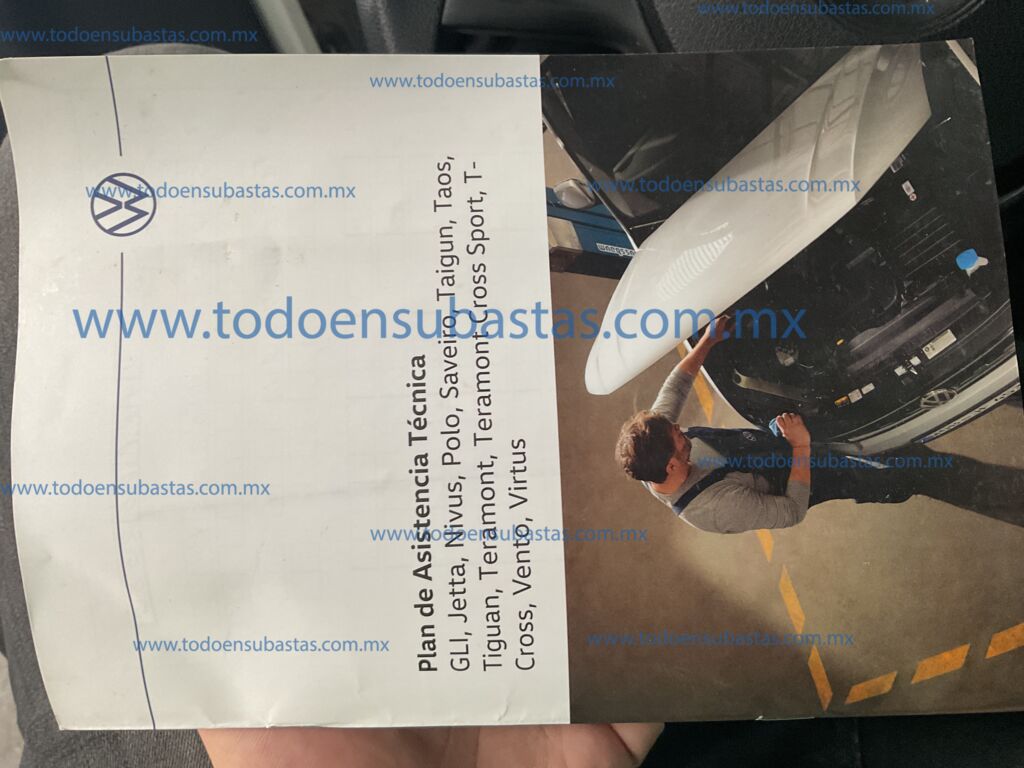 Plan de Asistencia Técnica
GLI, Jetta, Nivus, Polo, Saveiro, Taigun, Taos,
Tiguan, Teramont, Teramont Cross Sport, T-
Cross, Vento, Virtus
www.todoensubastas.com.mx
www.todoensubastas.com.mx
www.todoensubastas.com.mx
www.todoensubastas.com.mx
www.todoensubastas.com.mx
www.todoensubastas.com.mx
www.todoensubastas.com.mx
www.todoensubastas.com.mx
www.todoensubastas.com.mx
www.todoensubastas.com.mx
www.todoensubastas.com.mx